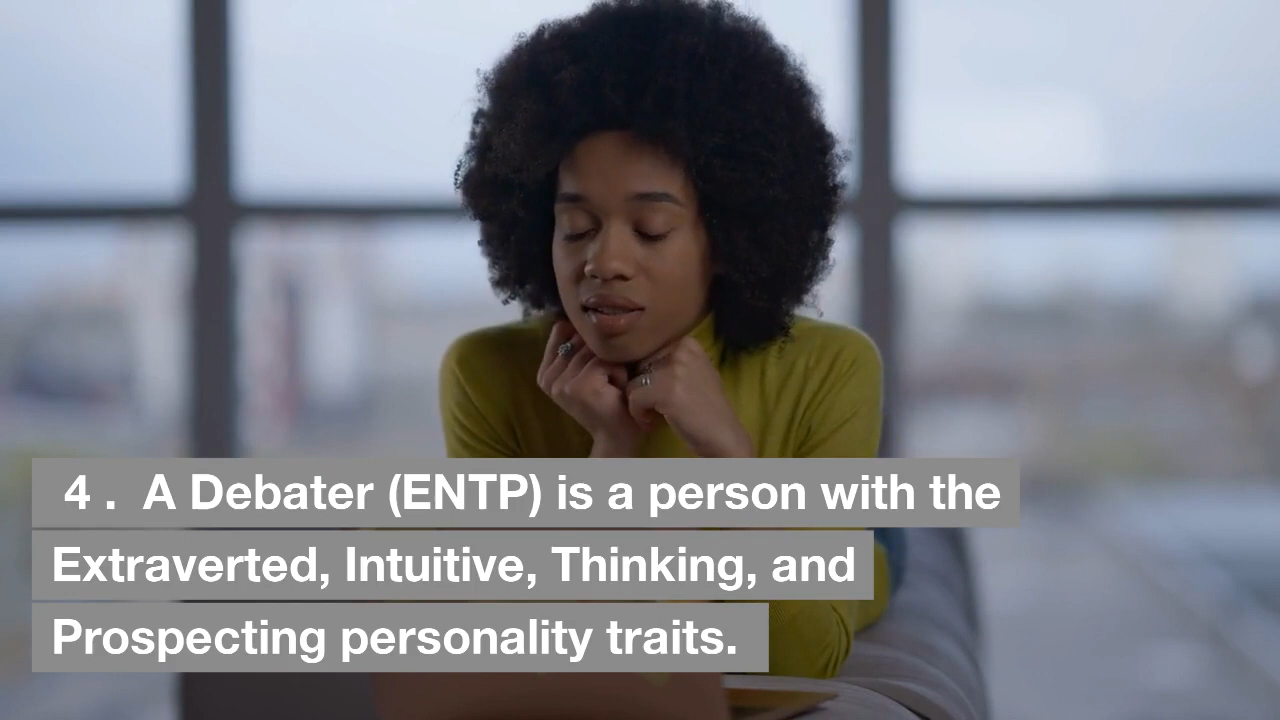 4 . A Debater (ENTP) is a person with the
Extraverted, Intuitive, Thinking, and
Prospecting personality traits.